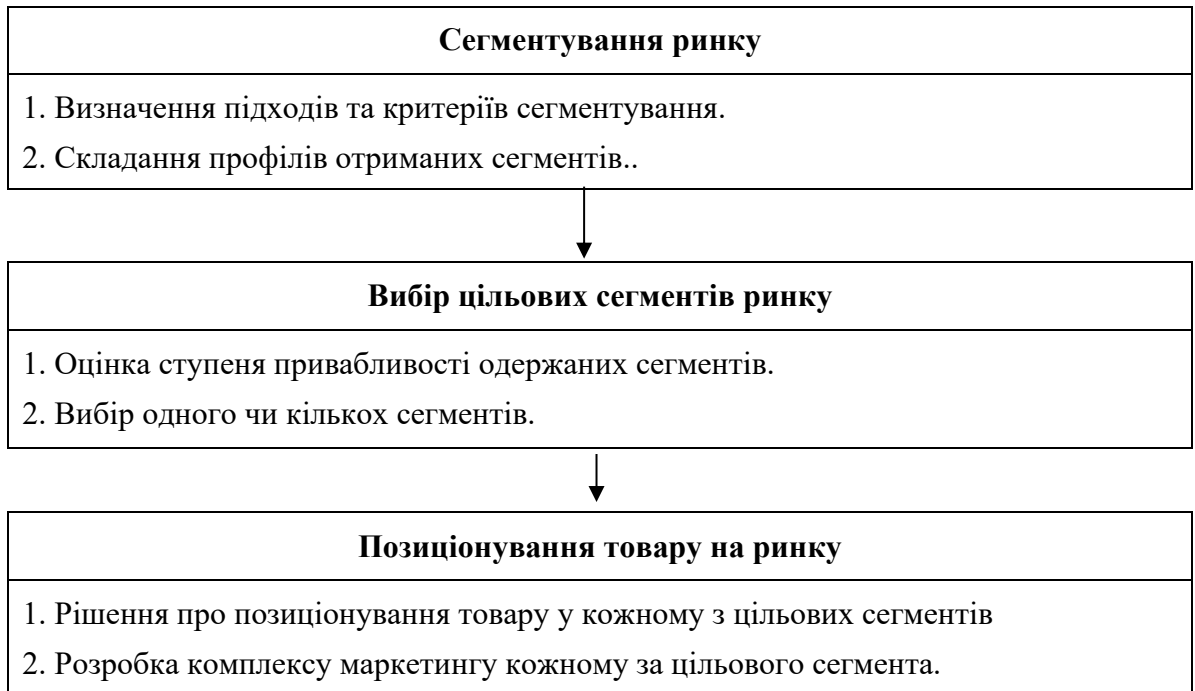 Сегментування ринку
1. Визначення підходів та критеріїв сегментування.
2. Складання профілів отриманих сегментів..
Вибір цільових сегментів ринку
1. Оцінка ступеня привабливості одержаних сегментів.
2. Вибір одного чи кількох сегментів.
Позиціонування товару на ринку
1. Рішення про позиціонування товару у кожному з цільових сегментів
2. Розробка комплексу маркетингу кожному за цільового сегмента.